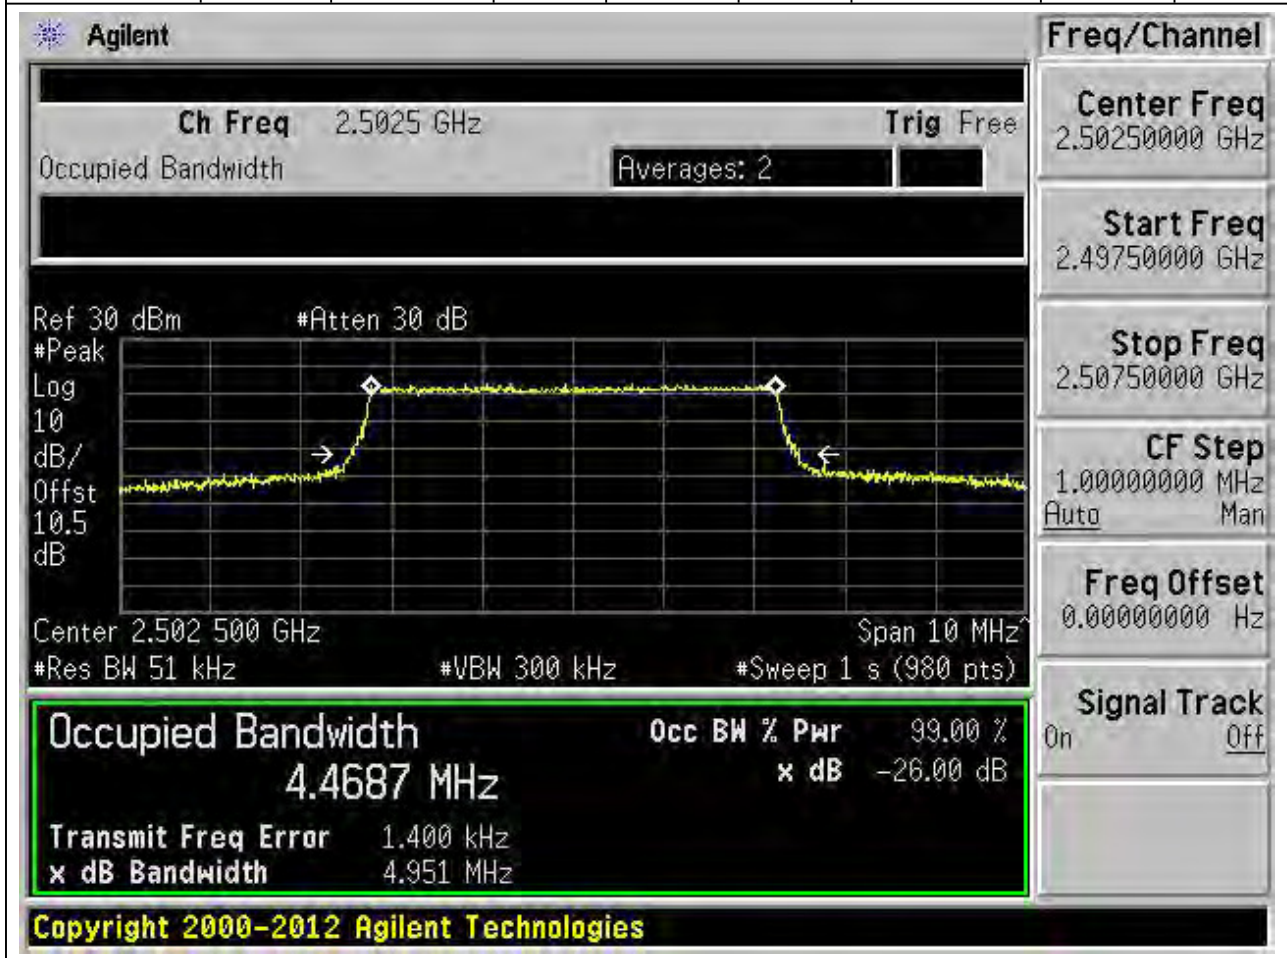 Agilent
Freq/Channel
Ch Freq 2.5025 GHz Trig Free
Occupied Bandwidth Averages: 2
Center Freq
2.50250000 GHz
Start Freq
2.49750000 GHz
Stop Freq
2.50750000 GHz
CF Step
1.00000000 MHz
Auto Man
Freq Offset
0.00000000 Hz
Signal Track
On Off
Ref 30 dBm #Atten 30 dB
#Peak
Log
10
dB/
Offst
10.5
dB
Center 2.502 500 GHz Span 10 MHz^
#Res BW 51 kHz #VBW 300 kHz #Sweep 1 s (980 pts)
Occupied Bandwidth Occ BW % Pwr 99.00 %
4.4687 MHz x dB -26.00 dB
Transmit Freq Error 1.400 kHz
x dB Bandwidth 4.951 MHz
Copyright 2000-2012 Agilent Technologies